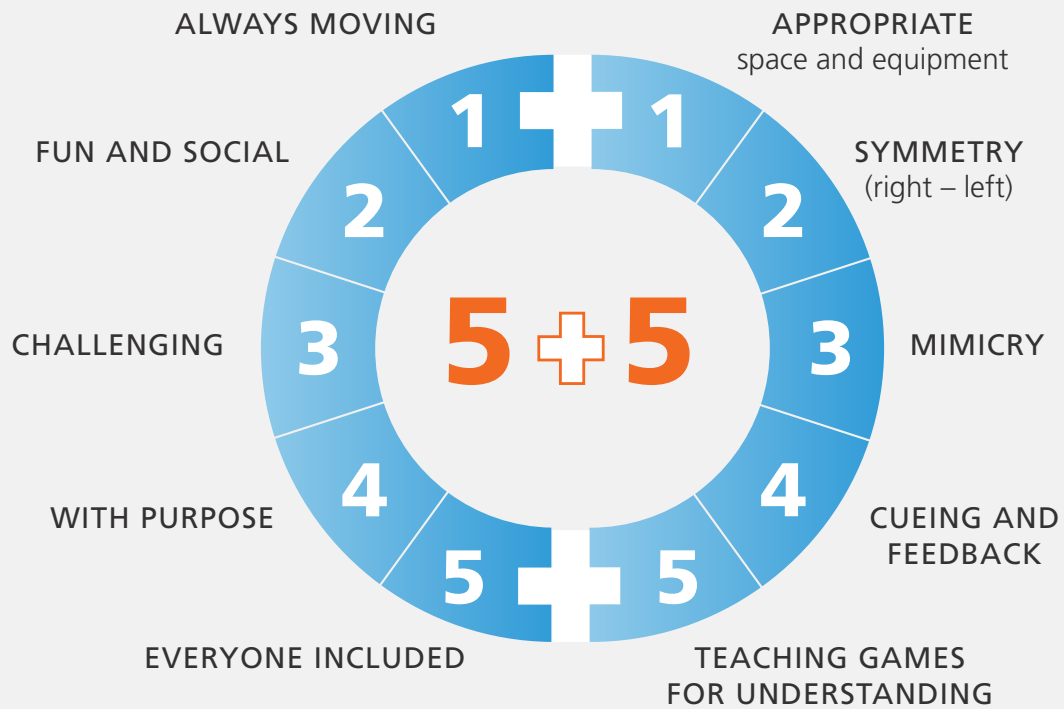 ALWAYS MOVING
1
FUN AND SOCIAL
2
CHALLENGING
3
WITH PURPOSE
4
EVERYONE INCLUDED
5
5 + 5
APPROPRIATE
space and equipment
1
SYMMETRY
(right – left)
2
MIMICRY
3
CUEING AND
FEEDBACK
4
TEACHING GAMES
FOR UNDERSTANDING
5